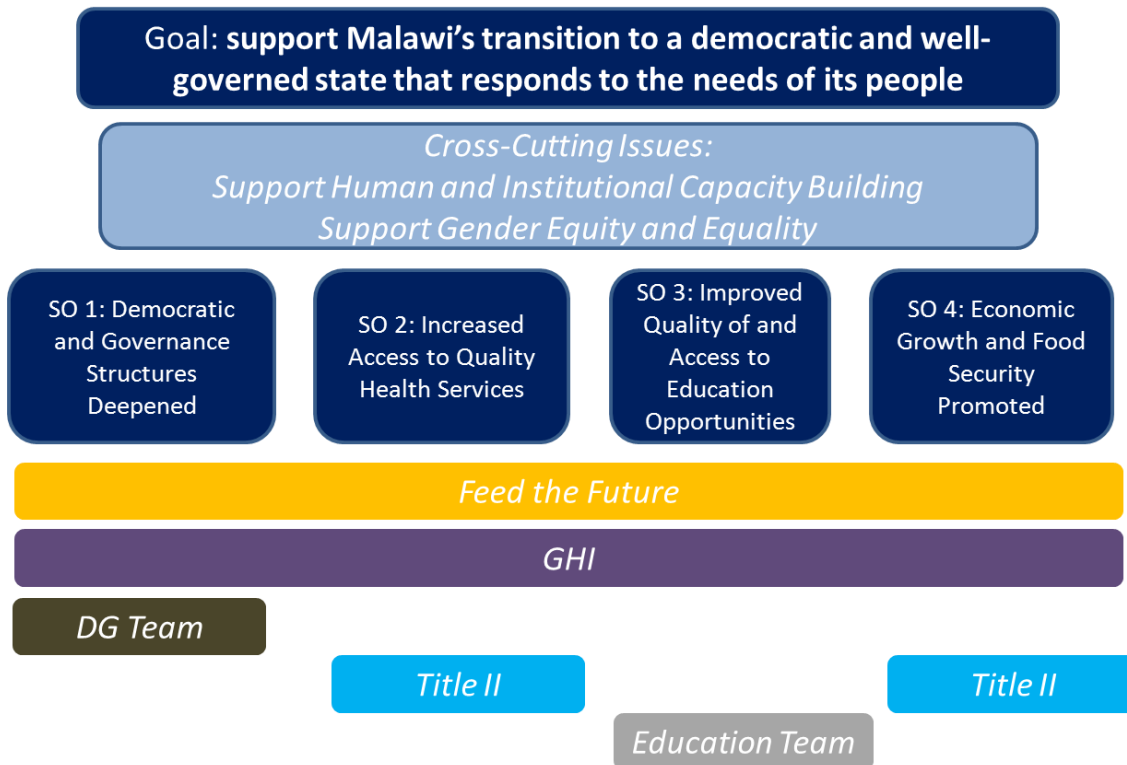 Goal: support Malawi's transition to a democratic and well-
governed state that responds to the needs of its people
Cross-Cutting Issues:
Support Human and Institutional Capacity Building
Support Gender Equity and Equality
SO 1: Democratic
and Governance
Structures
Deepened
SO 2: Increased
Access to Quality
Health Services
SO 3: Improved
Quality of and
Access to
Education
Opportunities
SO 4: Economic
Growth and Food
Security
Promoted
Feed the Future
GHI
DG Team
Title II
Title II
Education Team